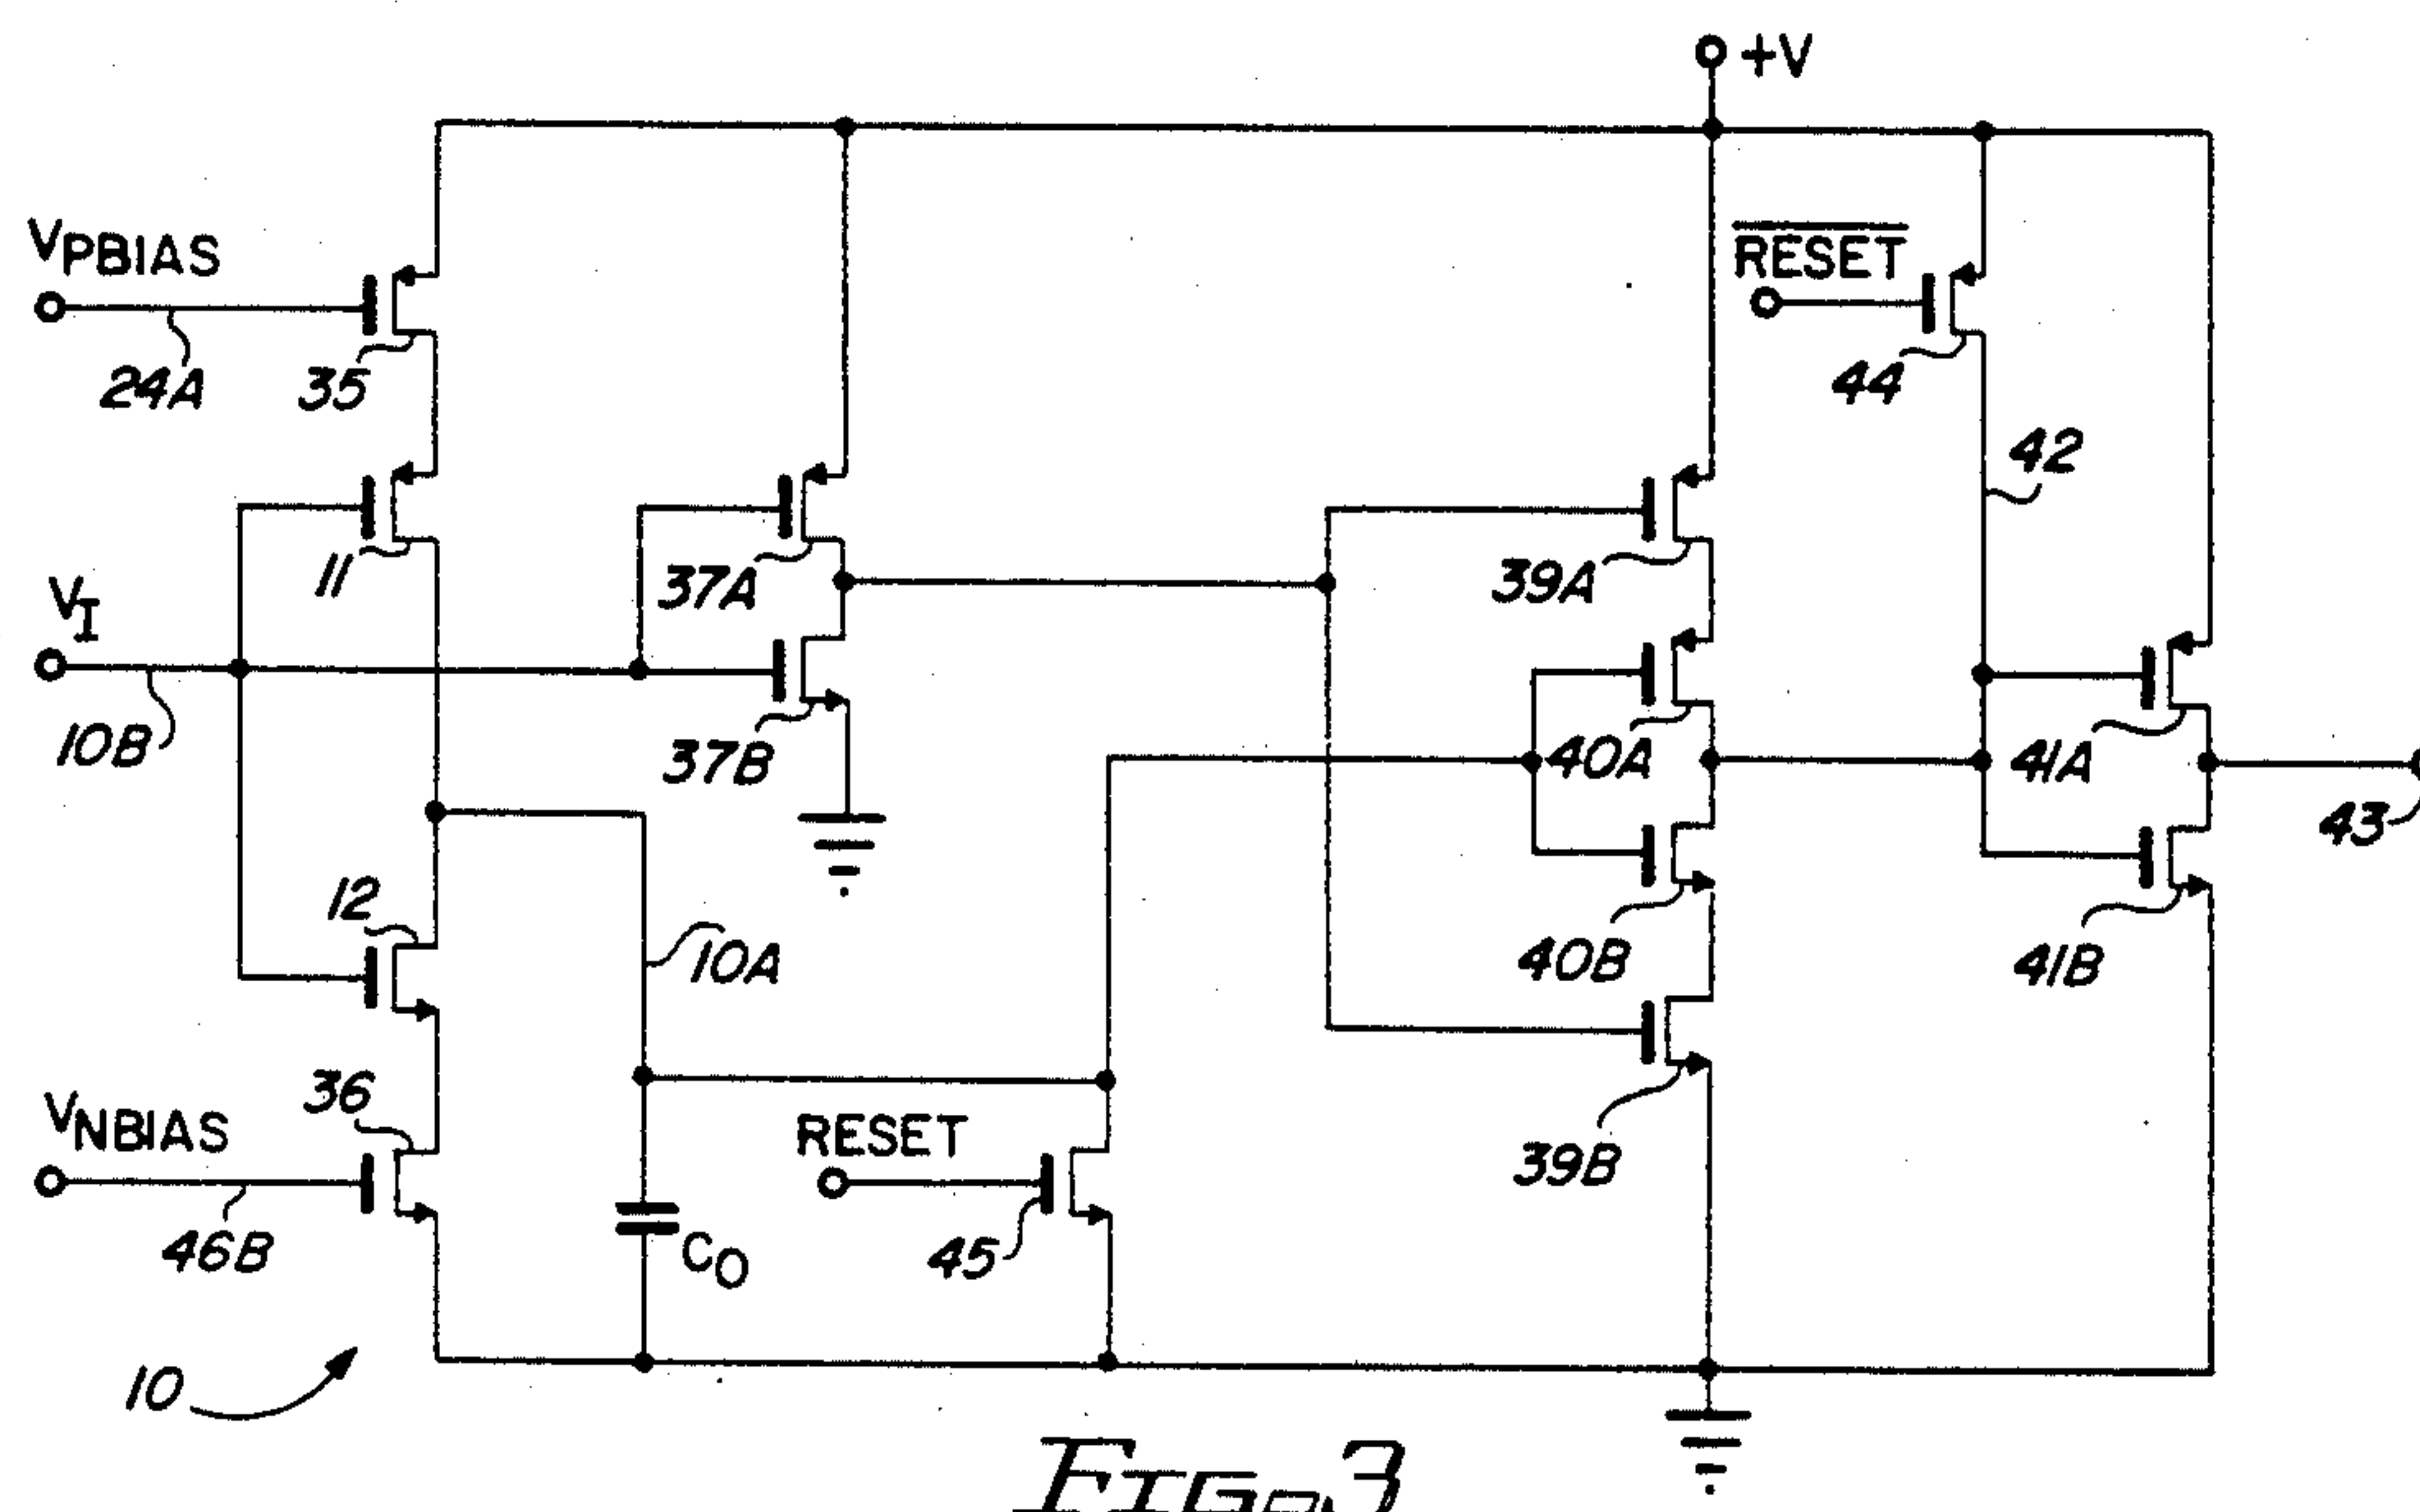 +V
VPBIAS
RESET
24A
35
44
42
11
37A
39A
VI
10B
37B
40A
41A
43
12
10A
40B
41B
36
VNBIAS
RESET
39B
46B
CO
45
10
FIG. 3